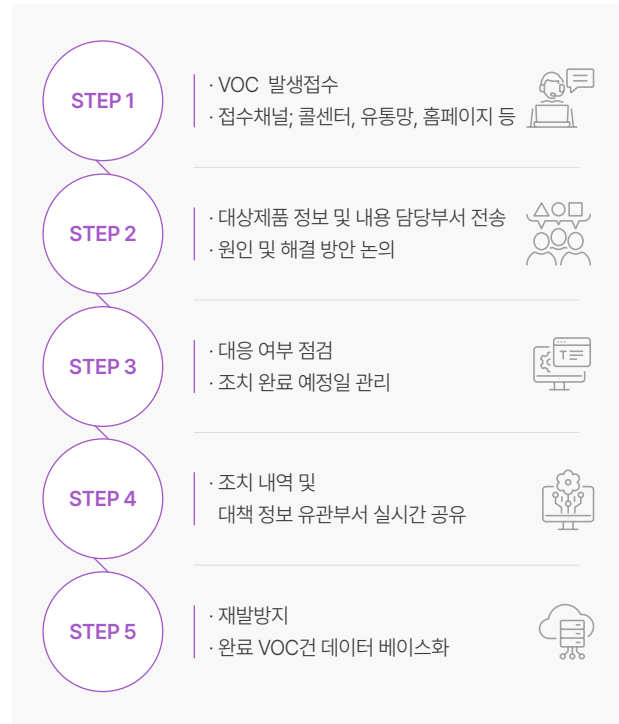 STEP 1
· VOC 발생접수
· 접수채널; 콜센터, 유통망, 홈페이지 등
STEP 2
· 대상제품 정보 및 내용 담당부서 전송
· 원인 및 해결 방안 논의
STEP 3
· 대응 여부 점검
· 조치 완료 예정일 관리
T
STEP 4
· 조치 내역 및
대책 정보 유관부서 실시간 공유
STEP 5
· 재발방지
· 완료 VOC건 데이터 베이스화